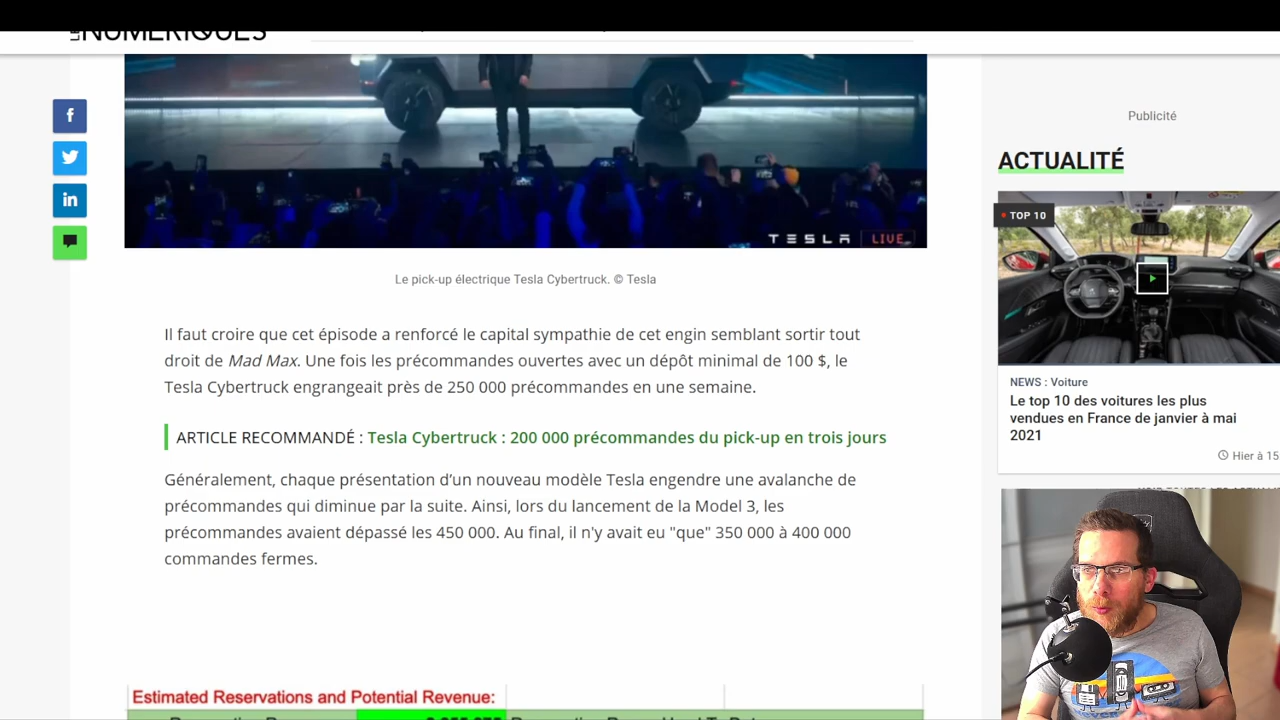 NUMÉRIQUES
TESLA LIVE
Le pick-up électrique Tesla Cybertruck. © Tesla
Il faut croire que cet épisode a renforcé le capital sympathie de cet engin semblant sortir tout
droit de Mad Max. Une fois les précommandes ouvertes avec un dépôt minimal de 100 $, le
Tesla Cybertruck engrangeait près de 250 000 précommandes en une semaine.
ARTICLE RECOMMANDÉ : Tesla Cybertruck : 200 000 précommandes du pick-up en trois jours
Généralement, chaque présentation d’un nouveau modèle Tesla engendre une avalanche de
précommandes qui diminue par la suite. Ainsi, lors du lancement de la Model 3, les
précommandes avaient dépassé les 450 000. Au final, il n'y avait eu "que" 350 000 à 400 000
commandes fermes.
Estimated Reservations and Potential Revenue:
Publicité
ACTUALITÉ
TOP 10
NEWS : Voiture
Le top 10 des voitures les plus
vendues en France de janvier à mai
2021
Hier à 15